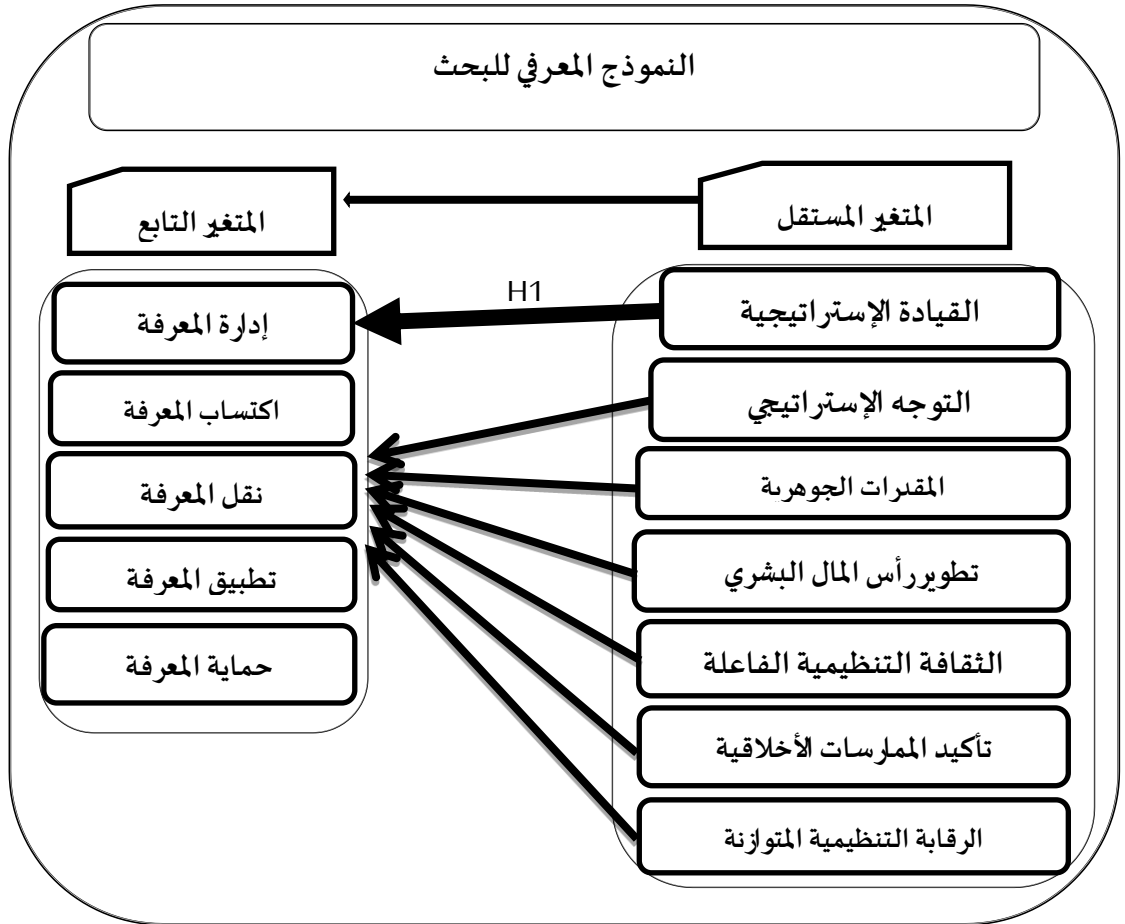 النموذج المعرفي للبحث
المتغير المستقل
المتغير التابع
H1
القيادة الإستراتيجية
إدارة المعرفة
التوجه الإستراتيجي
اكتساب المعرفة
المقدرات الجوهرية
نقل المعرفة
تطوير رأس المال البشري
تطبيق المعرفة
الثقافة التنظيمية الفاعلة
حماية المعرفة
تأكيد الممارسات الأخلاقية
الرقابة التنظيمية المتوازنة